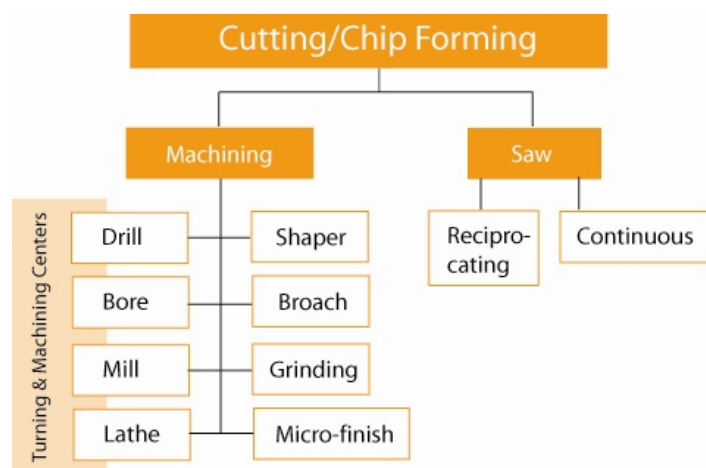 Cutting/Chip Forming
Machining
Saw
Turning & Machining Centers
Drill
Shaper
Bore
Broach
Mill
Grinding
Lathe
Micro-finish
Recipro-
cating
Continuous